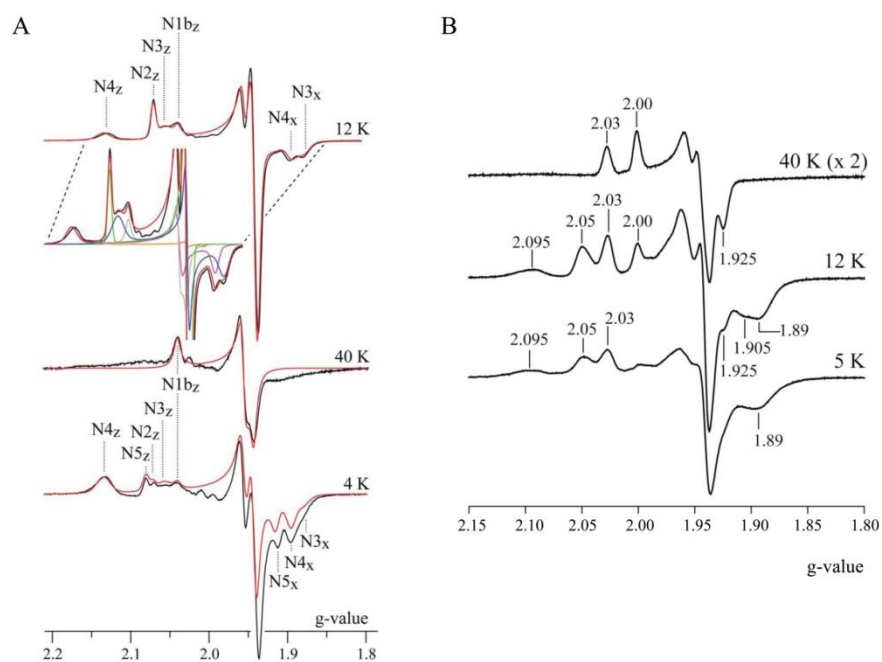 A
N1bz
N3z
N2z
N4z
N3x
N4x
12 K
40 K
N1bz
N3z
N4z
N2z
N5z
4 K
N3x
N4x
N5x
g-value
2.2 2.1 2.0 1.9 1.8
B
2.03 2.00
40 K (x 2)
1.925
2.095 2.05 2.03 2.00
12 K
1.89
1.905
1.925
2.095 2.05 2.03
5 K
1.89
2.15 2.10 2.05 2.00 1.95 1.90 1.85 1.80
g-value